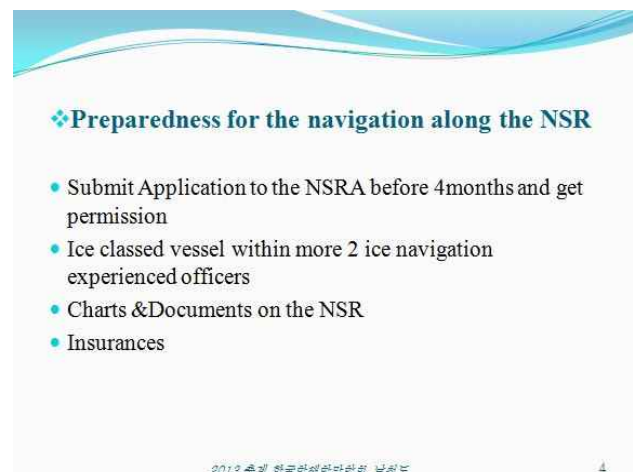 Preparedness for the navigation along the NSR
Submit Application to the NSRA before 4months and get
permission
Ice classed vessel within more 2 ice navigation
experienced officers
Charts &Documents on the NSR
Insurances
4